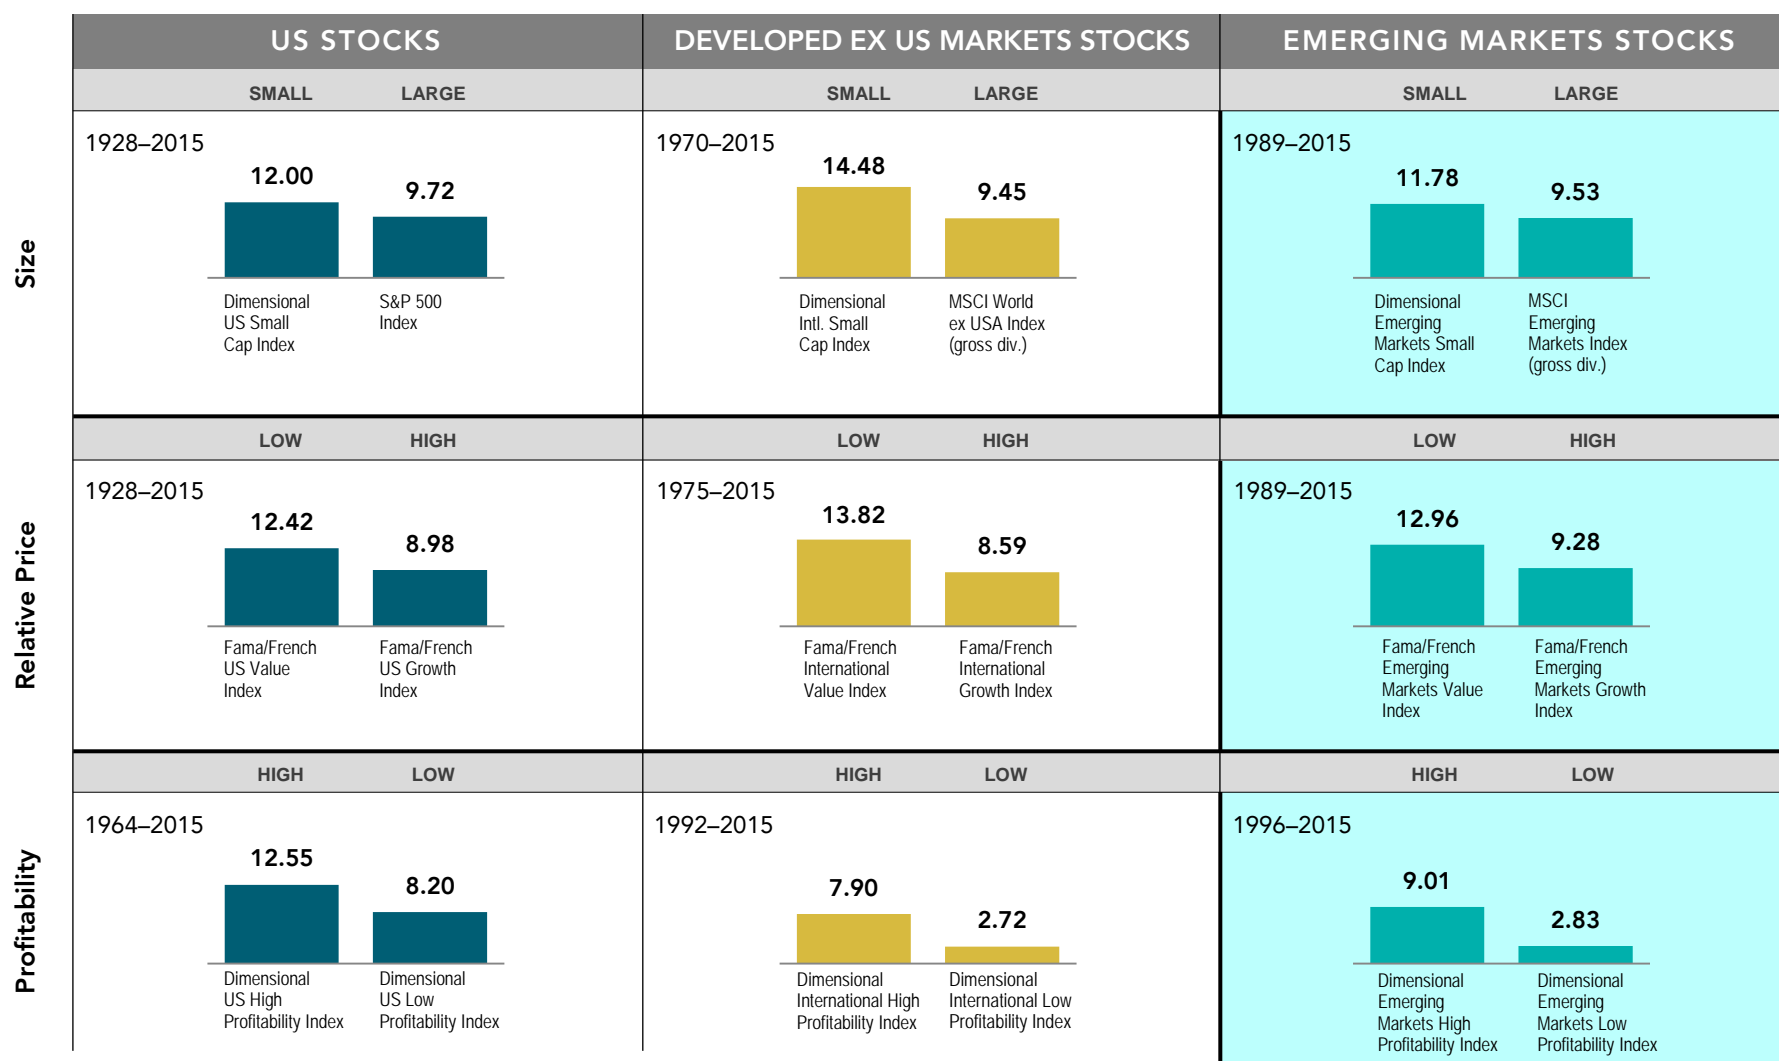 US STOCKS
DEVELOPED EX US MARKETS STOCKS
EMERGING MARKETS STOCKS
SMALL
LARGE
SMALL
LARGE
SMALL
LARGE
Size
1928–2015
12.00
9.72
Dimensional
US Small
Cap Index
S&P 500
Index
1970–2015
14.48
9.45
Dimensional
Intl. Small
Cap Index
MSCI World
ex USA Index
(gross div.)
1989–2015
11.78
9.53
Dimensional
Emerging
Markets Small
Cap Index
MSCI
Emerging
Markets Index
(gross div.)
LOW
HIGH
LOW
HIGH
LOW
HIGH
Relative Price
1928–2015
12.42
8.98
Fama/French
US Value
Index
Fama/French
US Growth
Index
1975–2015
13.82
8.59
Fama/French
International
Value Index
Fama/French
International
Growth Index
1989–2015
12.96
9.28
Fama/French
Emerging
Markets Value
Index
Fama/French
Emerging
Markets Growth
Index
HIGH
LOW
HIGH
LOW
HIGH
LOW
Profitability
1964–2015
12.55
8.20
Dimensional
US High
Profitability Index
Dimensional
US Low
Profitability Index
1992–2015
7.90
2.72
Dimensional
International High
Profitability Index
Dimensional
International Low
Profitability Index
1996–2015
9.01
2.83
Dimensional
Emerging
Markets High
Profitability Index
Dimensional
Emerging
Markets Low
Profitability Index